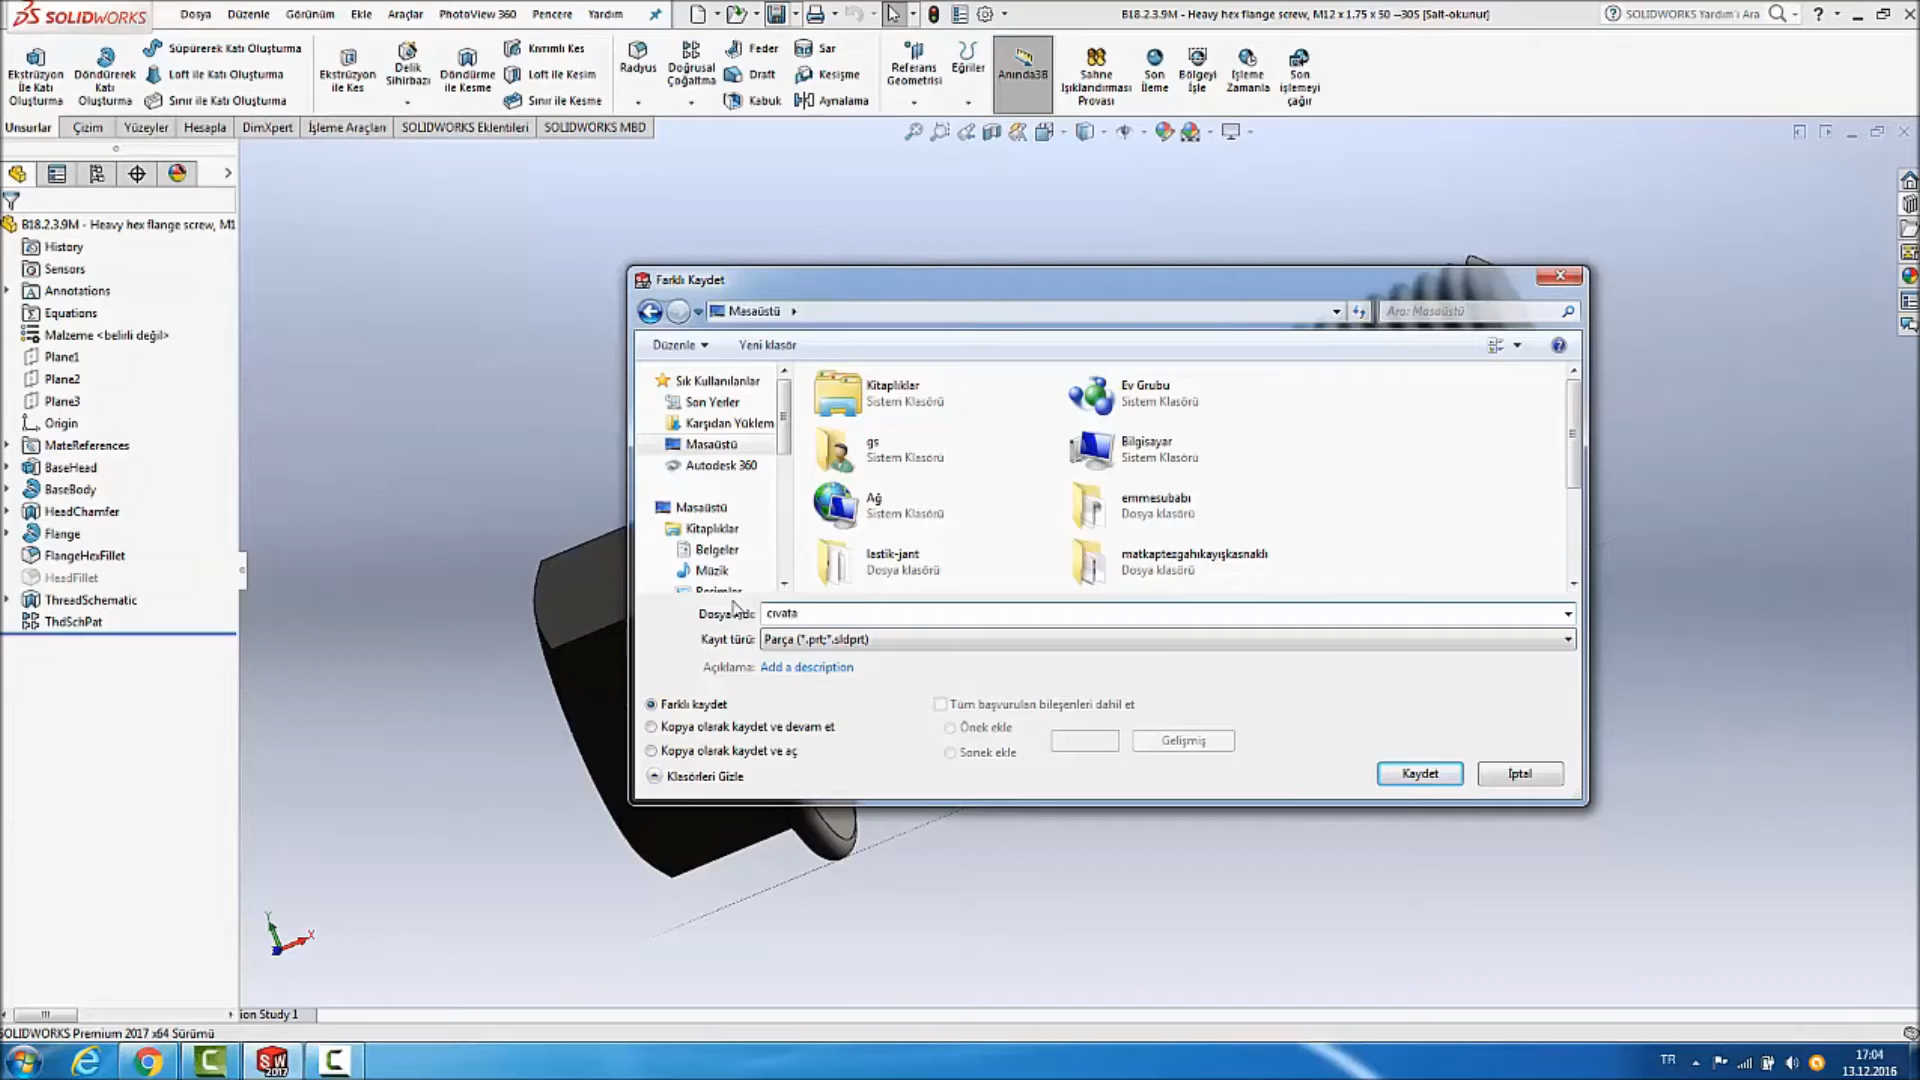 SOLIDWORKS
Dosya Düzenle Görünüm Ekle Araçlar PhotoView 360 Pencere Yardım
B18.2.3.9M - Heavy hex flange screw, M12 x 1.75 x 50 --30S [Salt-okunur]
SOLIDWORKS Yardım'ı Ara
Ekstrüzyon İle Katı Oluşturma
Döndürerek Katı Oluşturma
Süpürerek Katı Oluşturma
Loft ile Katı Oluşturma
Sınır ile Katı Oluşturma
Ekstrüzyon ile Kes
Delik Sihirbazı
Döndürme ile Kesme
Kıvrımlı Kes
Loft ile Kesim
Sınır ile Kesme
Radyus
Doğrusal Çoğaltma
Feder
Draft
Kabuk
Sar
Kesişme
Aynalama
Referans Geometrisi
Eğriler
Anında3B
Sahne Işıklandırması Provası
Son İleme
Bölgeyi İşle
İşleme Zamanla
Son işlemeyi çağır
Unsurlar Çizim Yüzeyler Hesapla DimXpert İşleme Araçları SOLIDWORKS Eklentileri SOLIDWORKS MBD
B18.2.3.9M - Heavy hex flange screw, M1
History
Sensors
Annotations
Equations
Malzeme <belirli değil>
Plane1
Plane2
Plane3
Origin
MateReferences
BaseHead
BaseBody
HeadChamfer
Flange
FlangeHexFillet
HeadFillet
ThreadSchematic
ThdSchPat
Farklı Kaydet
Masaüstü
Ara: Masaüstü
Düzenle Yeni klasör
Sık Kullanılanlar
Son Yerler
Karşıdan Yüklem
Masaüstü
Autodesk 360
Masaüstü
Kitaplıklar
Belgeler
Müzik
Kitaplıklar
Sistem Klasörü
Ev Grubu
Sistem Klasörü
gs
Sistem Klasörü
Bilgisayar
Sistem Klasörü
Ağ
Sistem Klasörü
emmesubabı
Dosya klasörü
lastik-jant
Dosya klasörü
matkaptezgahıkayışkasnaklı
Dosya klasörü
cıvata
Kayıt türü: Parça (*.prt;*.sldprt)
Açıklama: Add a description
Farklı kaydet
Kopya olarak kaydet ve devam et
Kopya olarak kaydet ve aç
Tüm başvurulan bileşenleri dahil et
Önek ekle
Sonek ekle
Gelişmiş
Klasörleri Gizle
Kaydet
İptal
Y
X
ion Study 1
SOLIDWORKS Premium 2017 x64 Sürümü
SW 2017
TR
17:04
13.12.2016